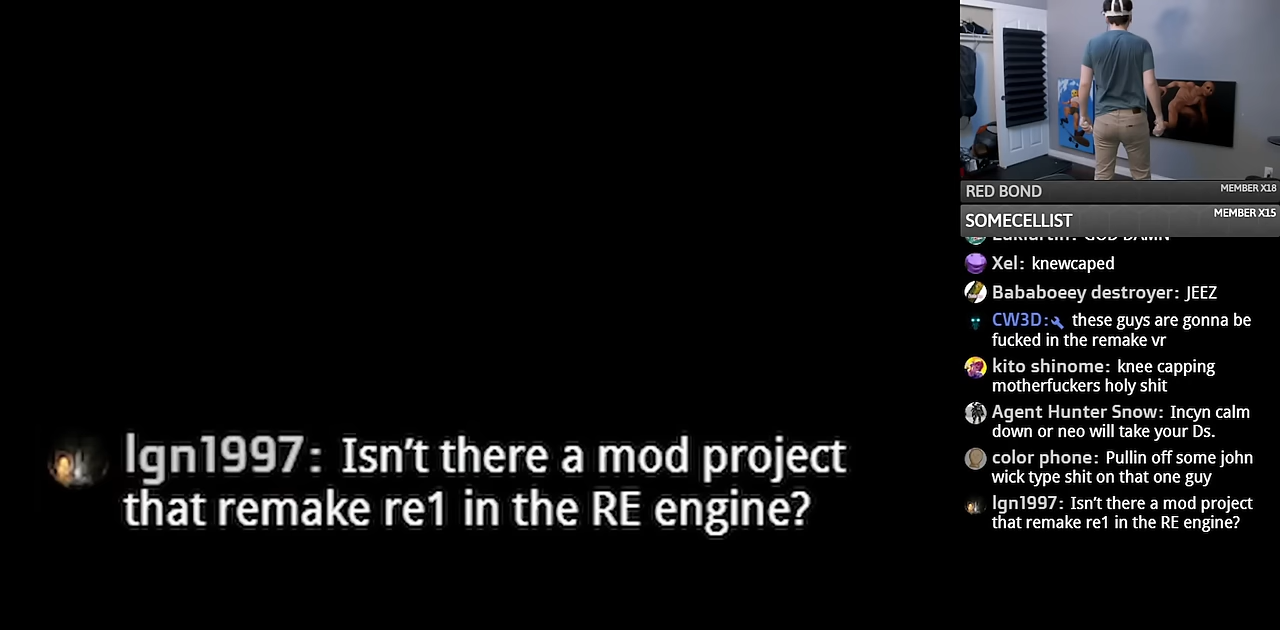 lgn1997: Isn't there a mod project
that remake re1 in the RE engine?
RED BOND
MEMBER X18
SOMECELLIST
MEMBER X15
GOD DAMN
Xel: knewcaped
Bababoeey destroyer: JEEZ
CW3D: these guys are gonna be
fucked in the remake vr
kito shinome: knee capping
motherfuckers holy shit
Agent Hunter Snow: Incyn calm
down or neo will take your Ds.
color phone: Pullin off some john
wick type shit on that one guy
lgn1997: Isn't there a mod project
that remake re1 in the RE engine?